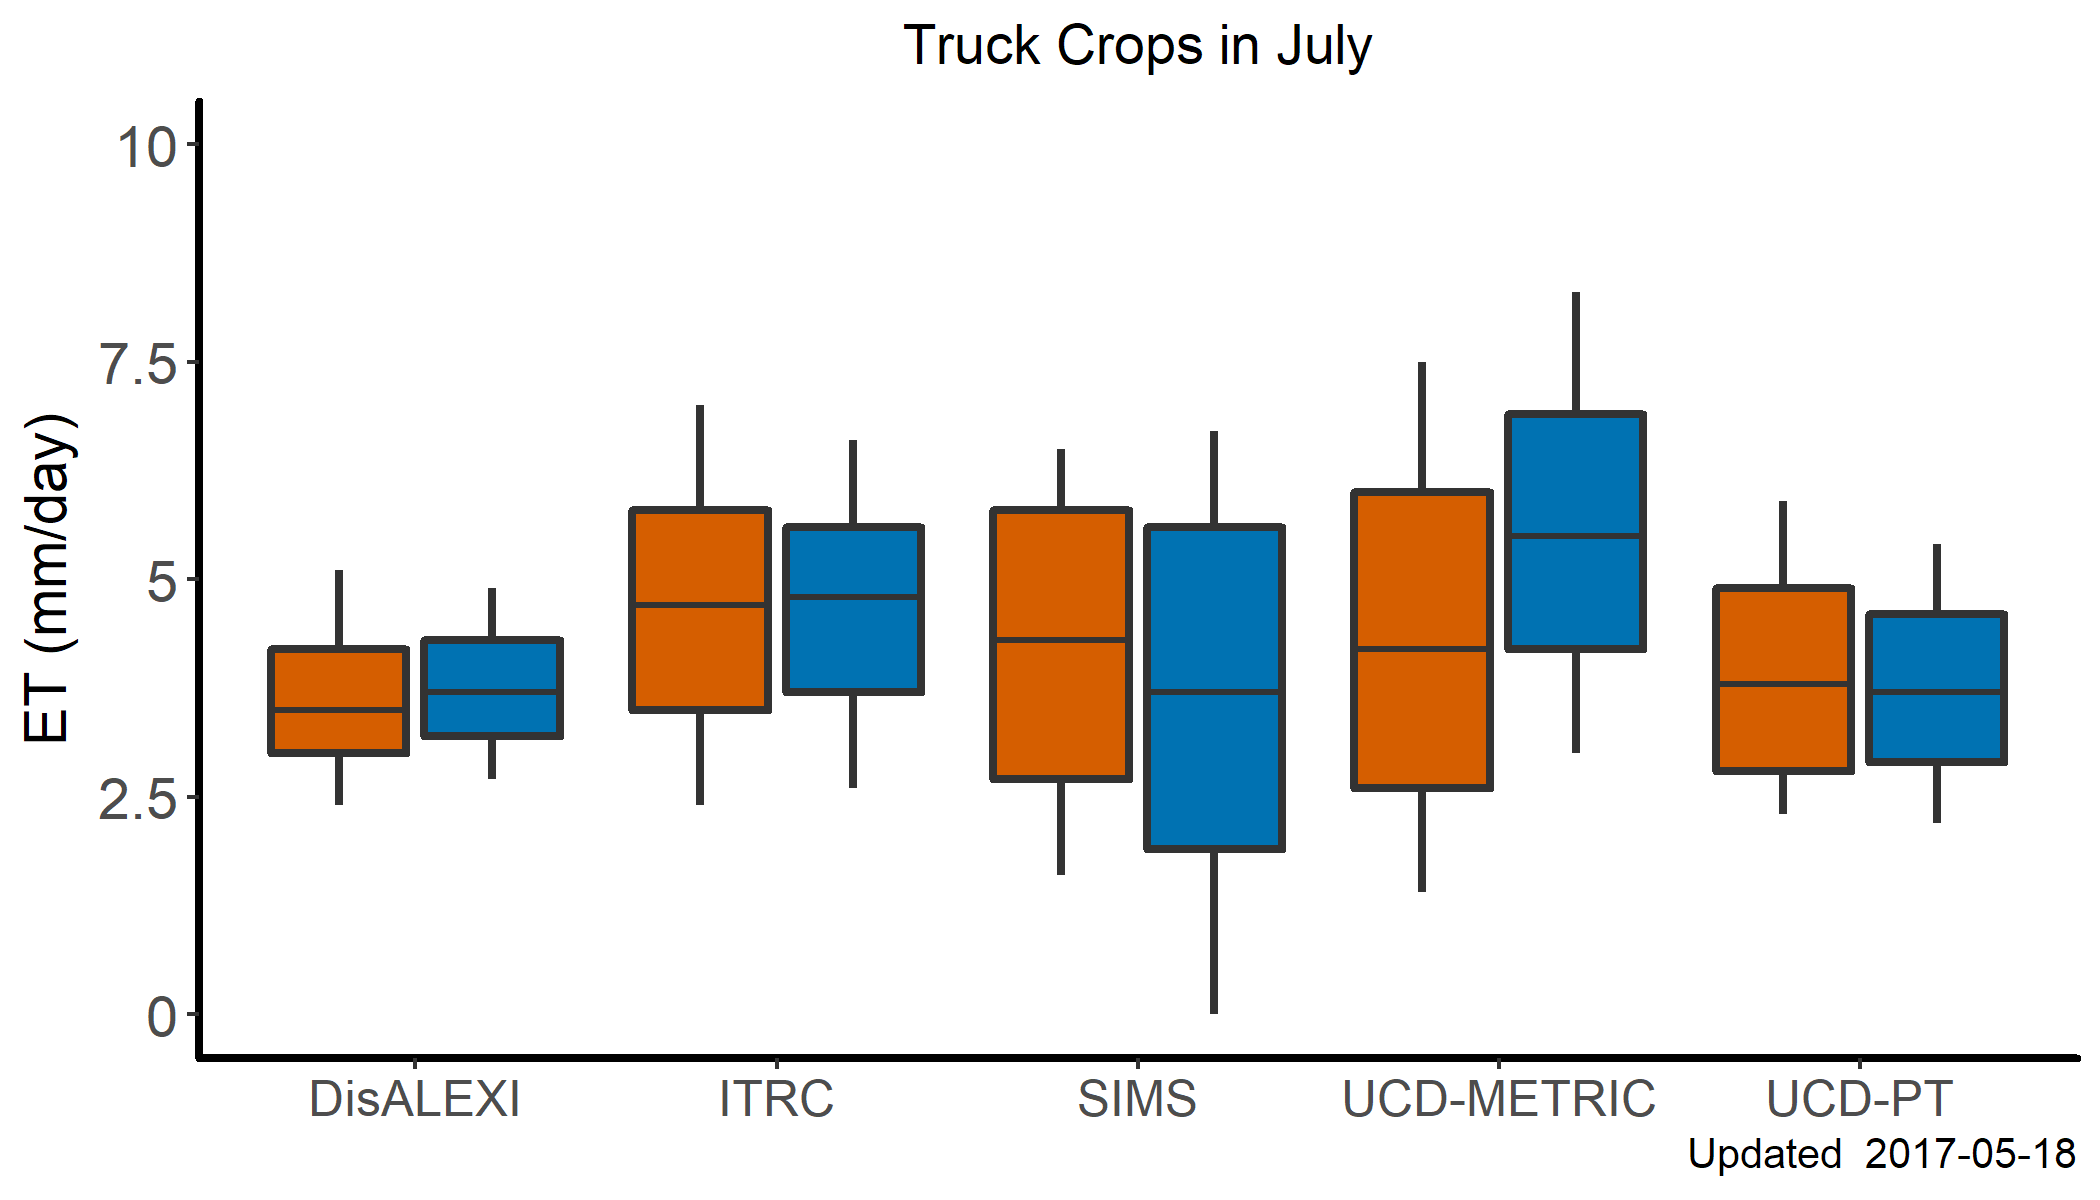 Truck Crops in July
ET (mm/day)
10
7.5
5
2.5
0
DisALEXI ITRC SIMS UCD-METRIC UCD-PT
Updated  2017-05-18